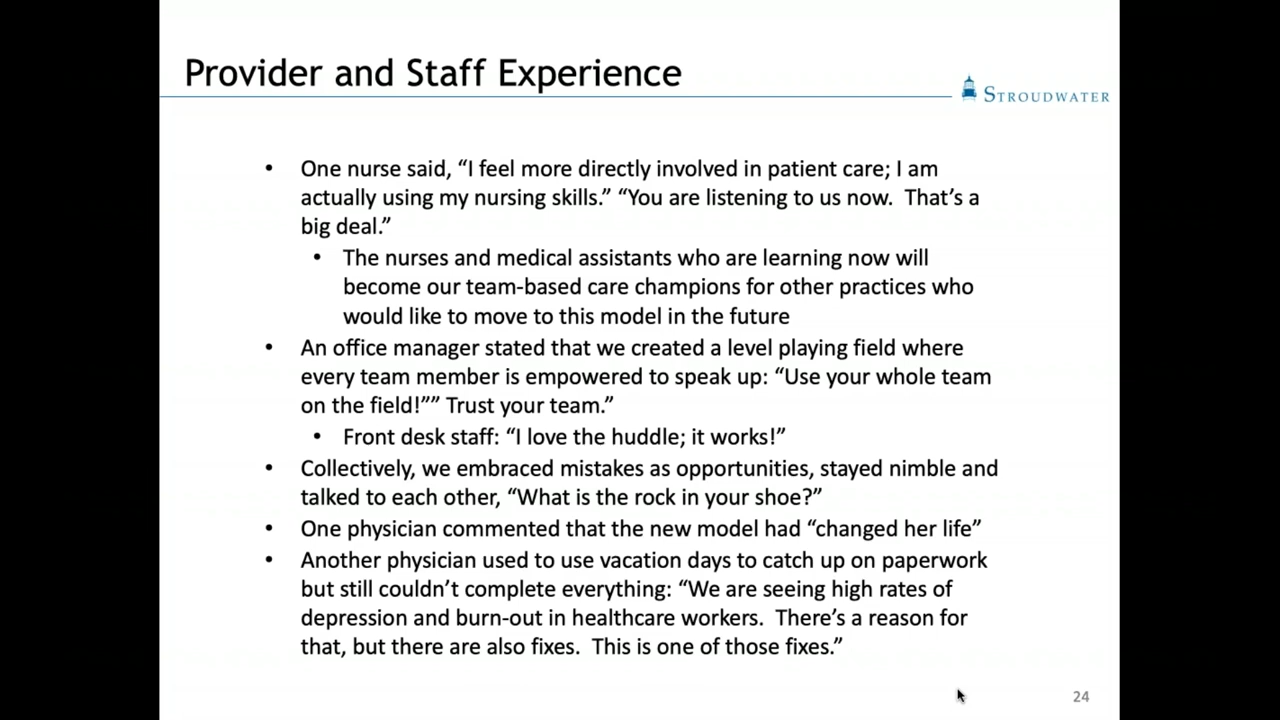 Provider and Staff Experience
STROUDWATER
• One nurse said, “I feel more directly involved in patient care; I am
actually using my nursing skills.” “You are listening to us now.  That’s a
big deal.”
• The nurses and medical assistants who are learning now will
become our team-based care champions for other practices who
would like to move to this model in the future
• An office manager stated that we created a level playing field where
every team member is empowered to speak up: “Use your whole team
on the field!”” Trust your team.”
• Front desk staff: “I love the huddle; it works!”
• Collectively, we embraced mistakes as opportunities, stayed nimble and
talked to each other, “What is the rock in your shoe?”
• One physician commented that the new model had “changed her life”
• Another physician used to use vacation days to catch up on paperwork
but still couldn’t complete everything: “We are seeing high rates of
depression and burn-out in healthcare workers.  There’s a reason for
that, but there are also fixes.  This is one of those fixes.”
24